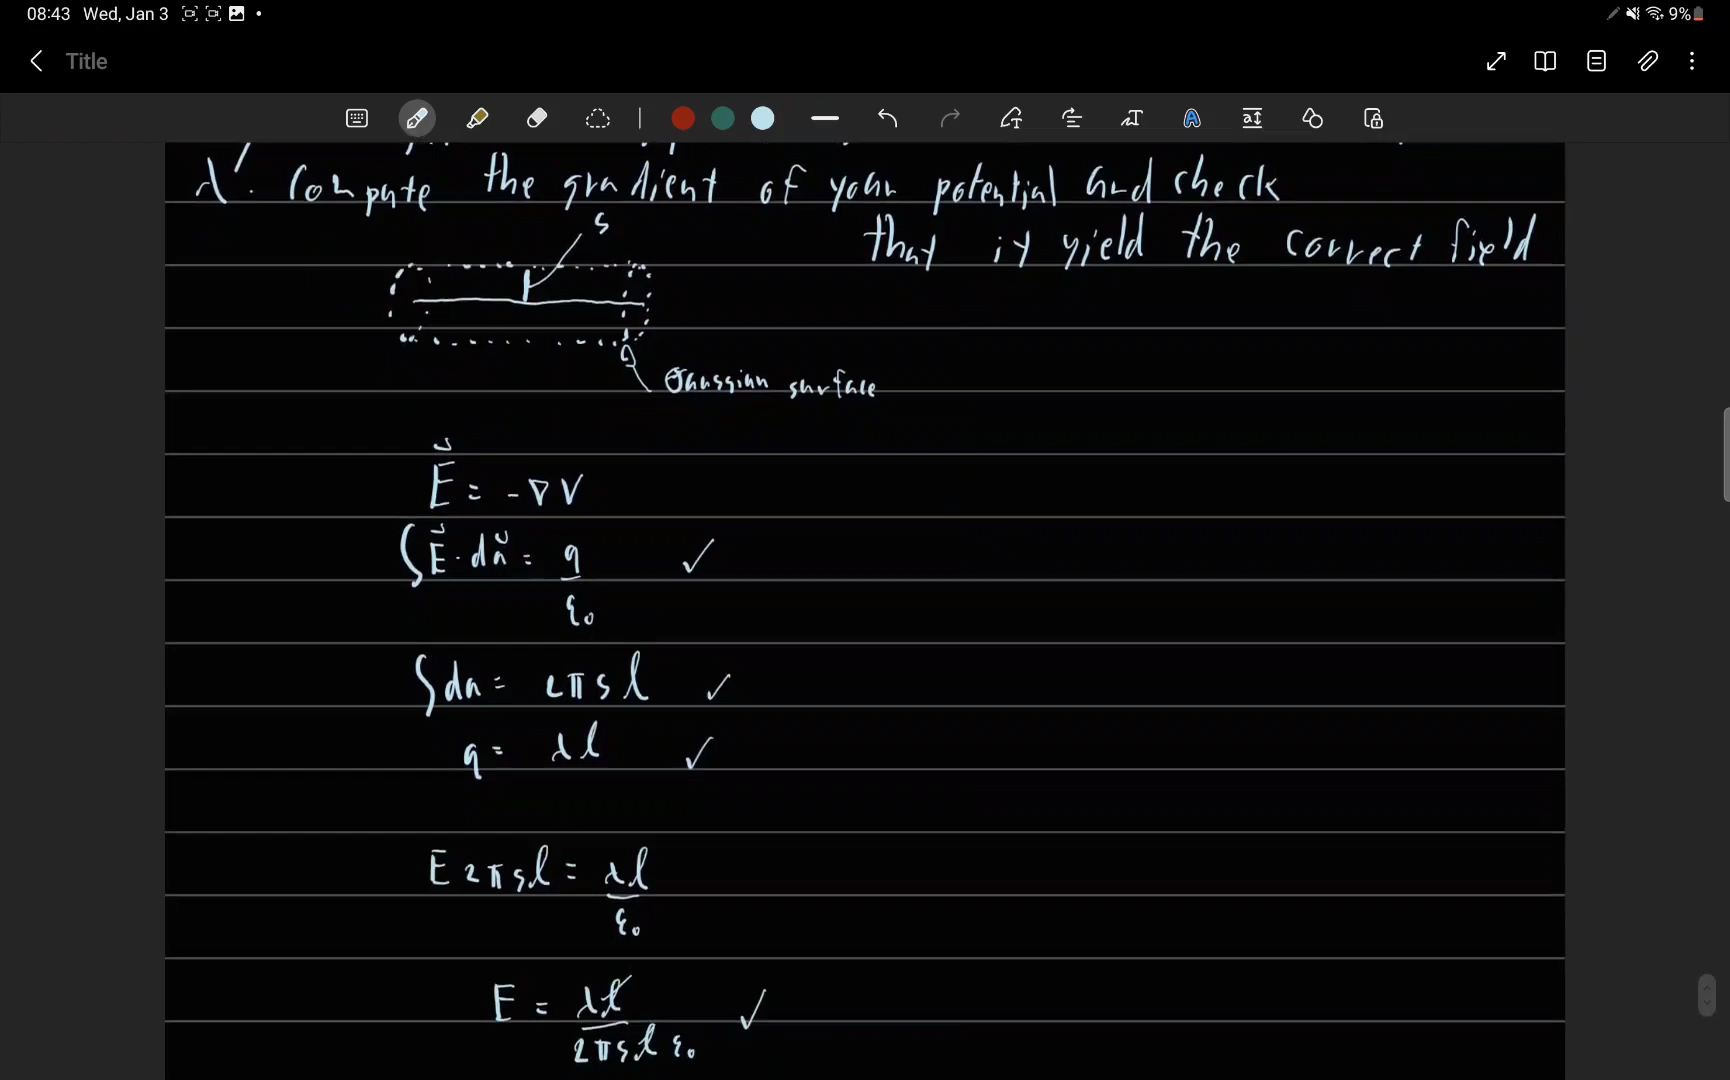 08:43 Wed, Jan 3 9%
Title
λ. Compute the gradient of your potential and check
that it yield the correct field
s
Gaussian surface
E⃗ = -∇V
∫E⃗ · da⃗ = q/ε₀ ✓
∫da = 2πsl ✓
q = λl ✓
E2πsl = λl/ε₀
E = λl/2πslε₀ ✓